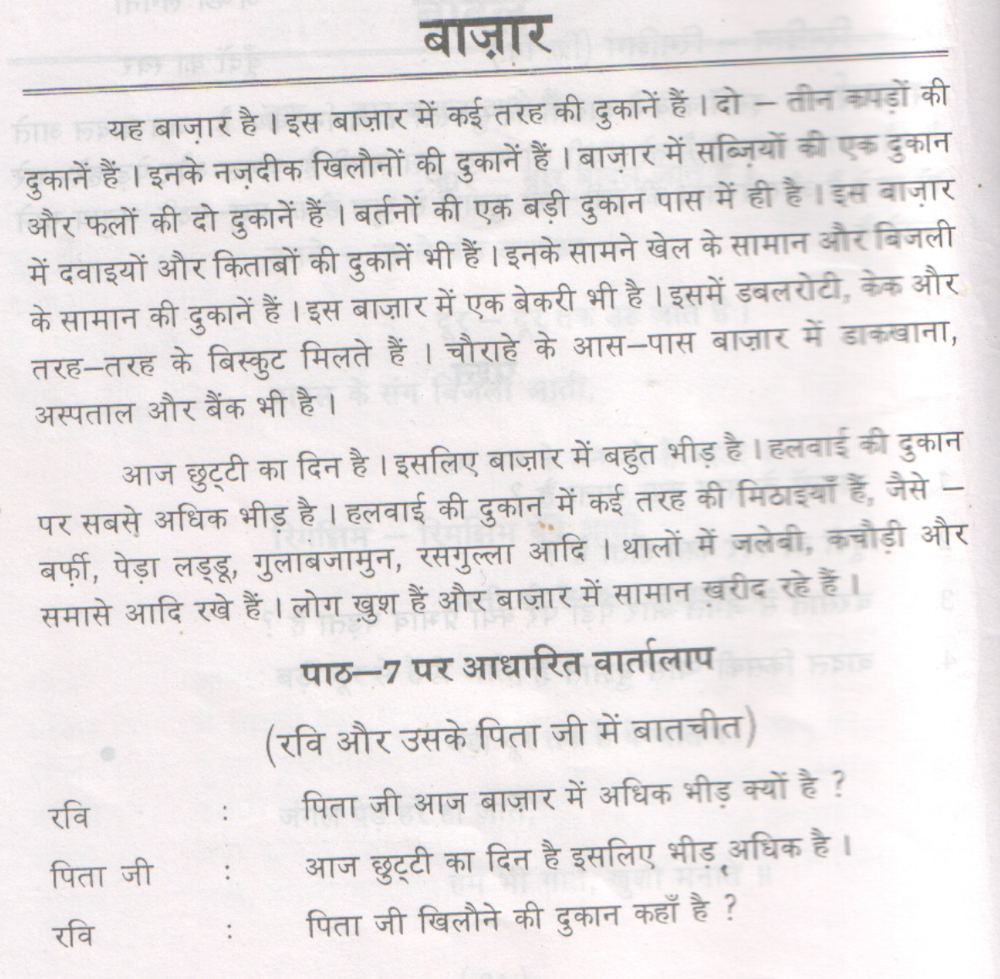 बाज़ार
यह बाज़ार है । इस बाज़ार में कई तरह की दुकानें हैं । दो – तीन कपड़ों की
दुकानें हैं । इनके नज़दीक खिलौनों की दुकानें हैं । बाज़ार में सब्ज़ियों की एक दुकान
और फलों की दो दुकानें हैं । बर्तनों की एक बड़ी दुकान पास में ही है । इस बाज़ार
में दवाइयों और किताबों की दुकानें भी हैं । इनके सामने खेल के सामान और बिजली
के सामान की दुकानें हैं । इस बाज़ार में एक बेकरी भी है । इसमें डबलरोटी, केक और
तरह–तरह के बिस्कुट मिलते हैं । चौराहे के आस–पास बाज़ार में डाकखाना,
अस्पताल और बैंक भी है ।
आज छुट्टी का दिन है । इसलिए बाज़ार में बहुत भीड़ है । हलवाई की दुकान
पर सबसे अधिक भीड़ है । हलवाई की दुकान में कई तरह की मिठाइयाँ हैं, जैसे –
बर्फ़ी, पेड़ा लड्डू, गुलाबजामुन, रसगुल्ला आदि । थालों में जलेबी, कचौड़ी और
समासे आदि रखे हैं । लोग ख़ुश हैं और बाज़ार में सामान ख़रीद रहे हैं ।
पाठ–7 पर आधारित वार्तालाप
(रवि और उसके पिता जी में बातचीत)
रवि : पिता जी आज बाज़ार में अधिक भीड़ क्यों है ?
पिता जी : आज छुट्टी का दिन है इसलिए भीड़ अधिक है ।
रवि : पिता जी खिलौने की दुकान कहाँ है ?